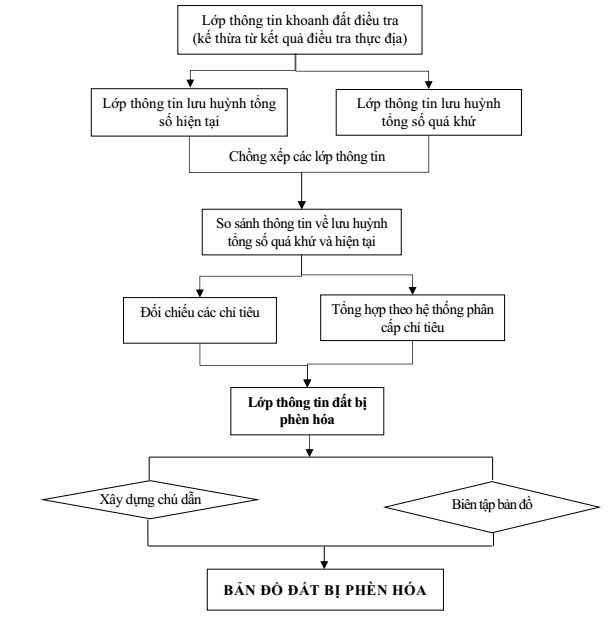 Lớp thông tin khoanh đất điều tra
(kế thừa từ kết quả điều tra thực địa)
Lớp thông tin lưu huỳnh tổng
số hiện tại
Lớp thông tin lưu huỳnh
tổng số quá khứ
Chồng xếp các lớp thông tin
So sánh thông tin về lưu huỳnh
tổng số quá khứ và hiện tại
Đối chiếu các chỉ tiêu
Tổng hợp theo hệ thống phân
cấp chỉ tiêu
Lớp thông tin đất bị
phèn hóa
Xây dựng chú dẫn
Biên tập bản đồ
BẢN ĐỒ ĐẤT BỊ PHÈN HÓA